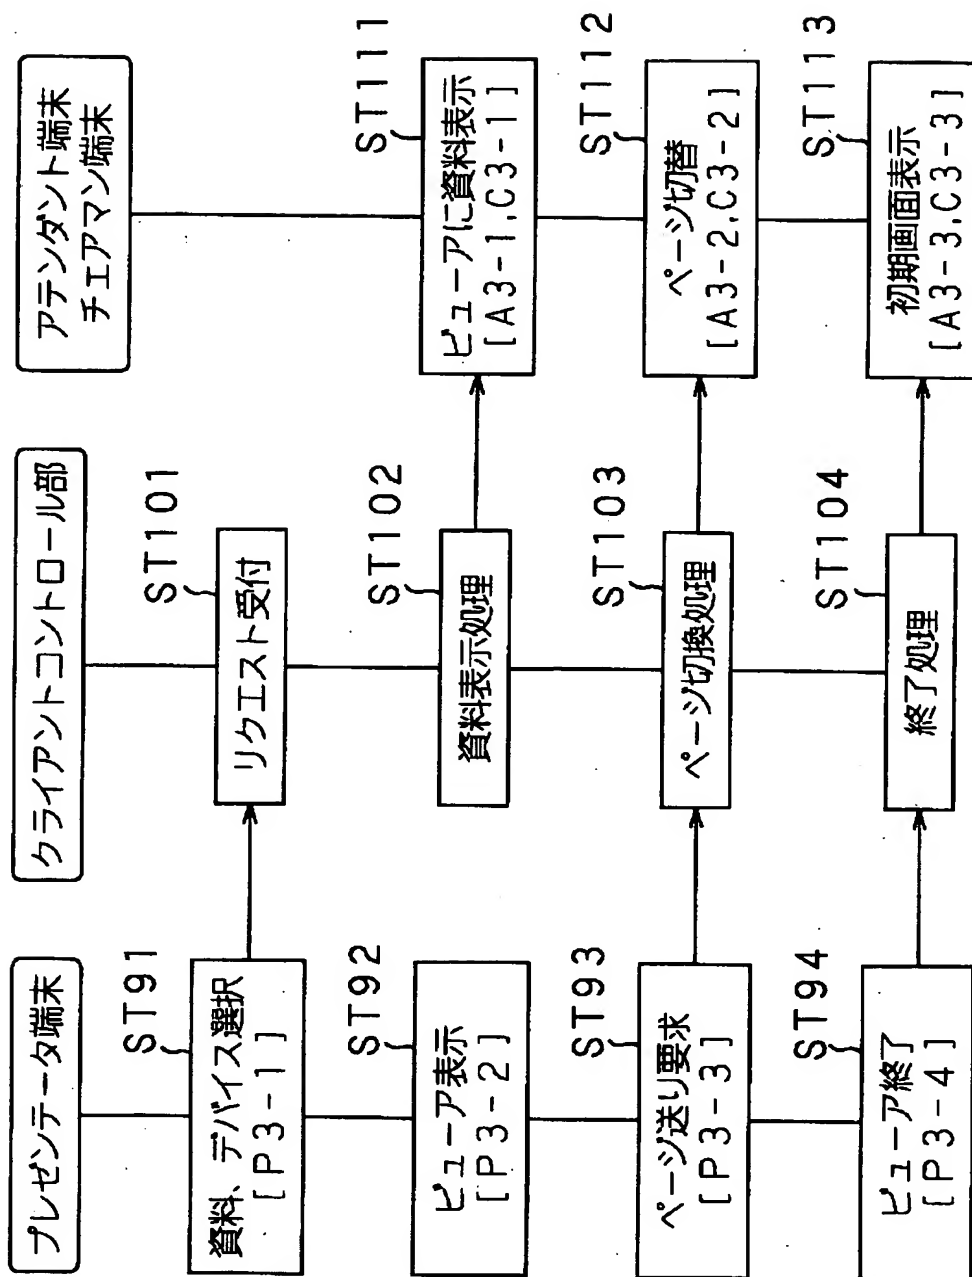 プレゼンテータ端末
ST91
資料、デバイス選択
[P3-1]
ST92
ビューア表示
[P3-2]
ST93
ページ送り要求
[P3-3]
ST94
ビューア終了
[P3-4]
クライアントコントロール部
ST101
リクエスト受付
ST102
資料表示処理
ST103
ページ切換処理
ST104
終了処理
アテンダント端末
チェアマン端末
ST111
ビューアに資料表示
[A3-1,C3-1]
ST112
ページ切替
[A3-2,C3-2]
ST113
初期画面表示
[A3-3,C3-3]